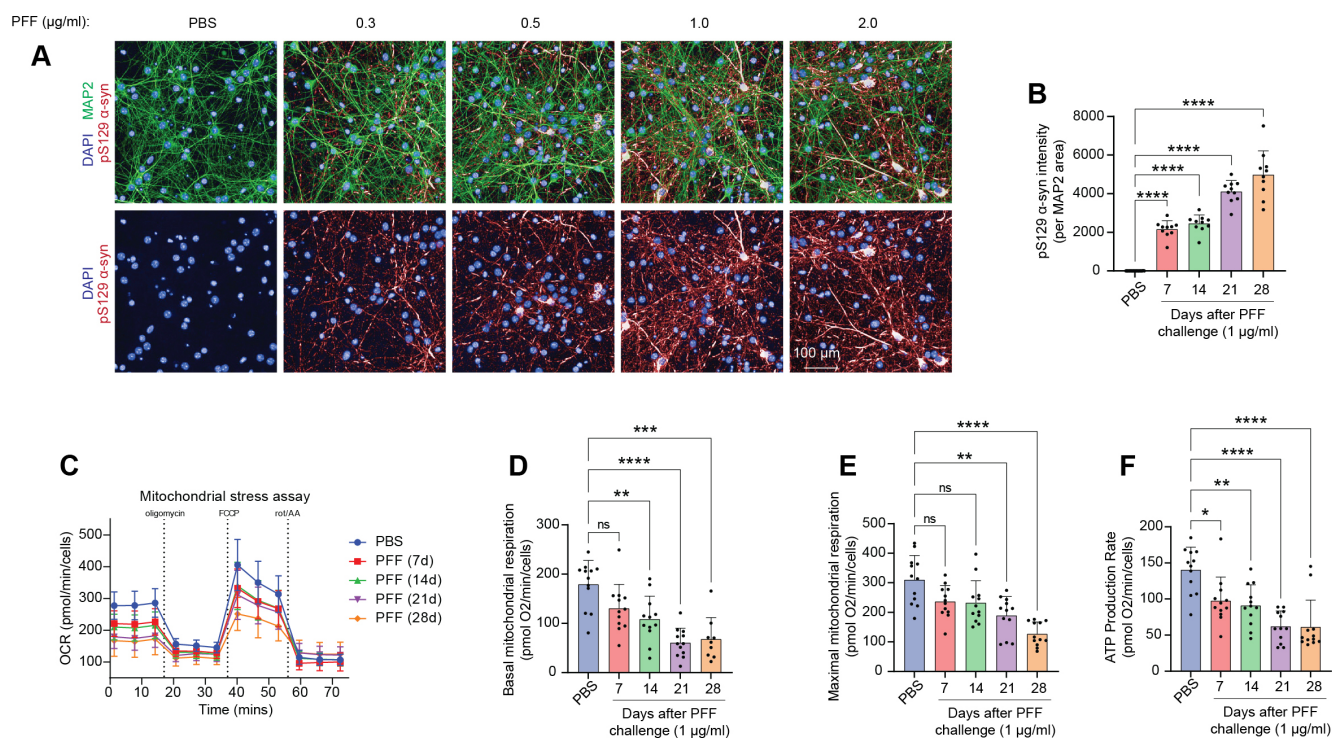 PFF (µg/ml): PBS 0.3 0.5 1.0 2.0
A
DAPI MAP2
pS129 α-syn
DAPI
pS129 α-syn
100 µm
B
pS129 α-syn intensity
(per MAP2 area)
8000
6000
4000
2000
0
****
****
****
****
PBS 7 14 21 28
Days after PFF
challenge (1 µg/ml)
C
Mitochondrial stress assay
oligomycin FCCP rot/AA
OCR (pmol/min/cells)
500
400
300
200
100
0 10 20 30 40 50 60 70
Time (mins)
PBS
PFF (7d)
PFF (14d)
PFF (21d)
PFF (28d)
D
Basal mitochondrial respiration
(pmol O2/min/cells)
300
200
100
0
***
****
**
ns
PBS 7 14 21 28
Days after PFF
challenge (1 µg/ml)
E
Maximal mitochondrial respiration
(pmol O2/min/cells)
500
400
300
200
100
0
****
**
ns
ns
PBS 7 14 21 28
Days after PFF
challenge (1 µg/ml)
F
ATP Production Rate
(pmol O2/min/cells)
200
150
100
50
0
****
****
**
*
PBS 7 14 21 28
Days after PFF
challenge (1 µg/ml)